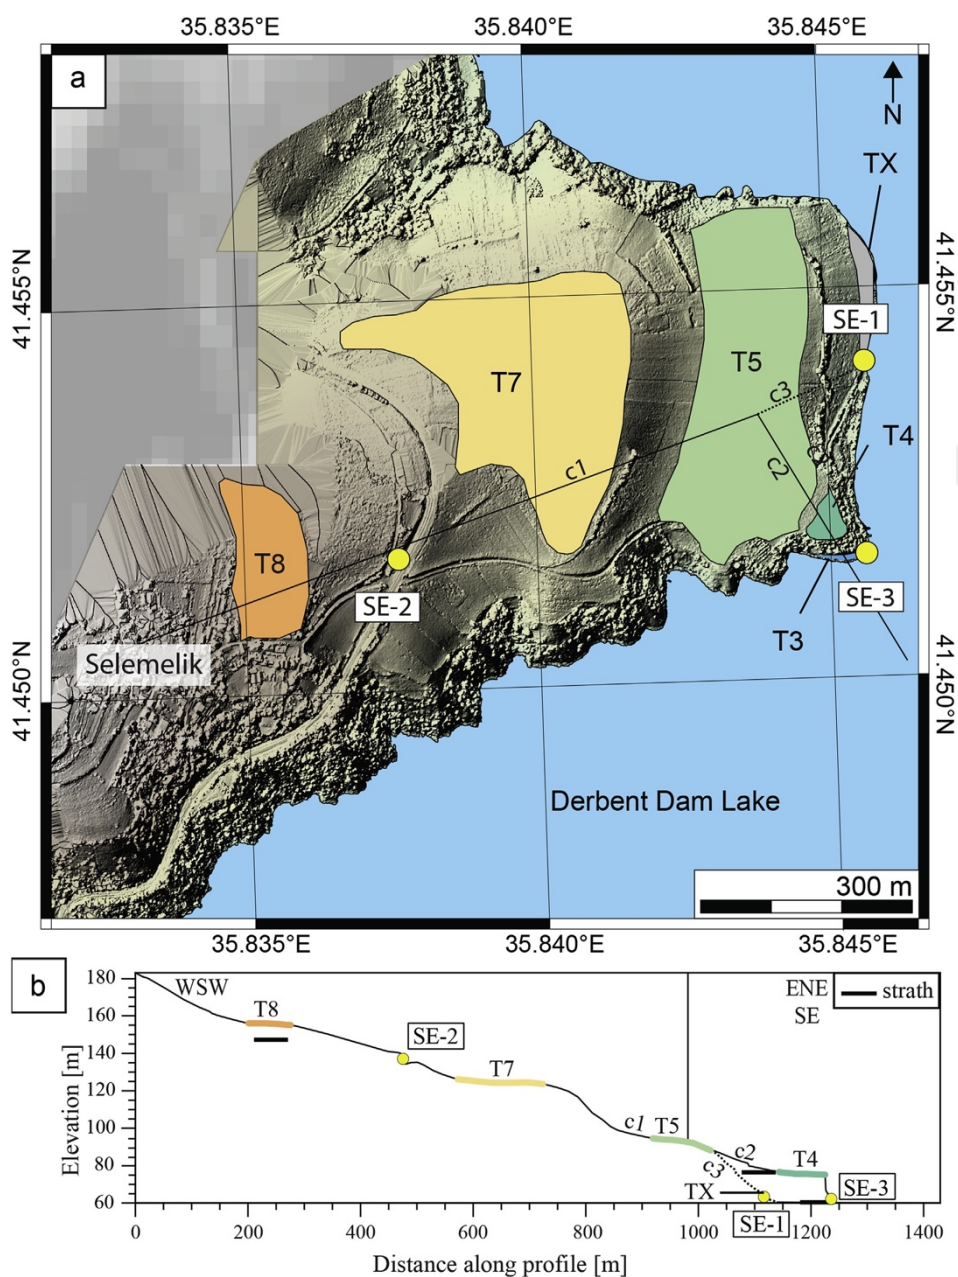 35.835°E 35.840°E 35.845°E
a
N
TX
41.455°N
41.455°N
SE-1
T7
T5
c3
T4
c1
c2
T8
SE-2
SE-3
T3
Selemelik
41.450°N
41.450°N
Derbent Dam Lake
300 m
35.835°E 35.840°E 35.845°E
b
180
160
140
120
100
80
60
Elevation [m]
WSW
ENE
SE
strath
T8
SE-2
T7
c1
T5
c2
c3
T4
TX
SE-1
SE-3
0 200 400 600 800 1000 1200 1400
Distance along profile [m]